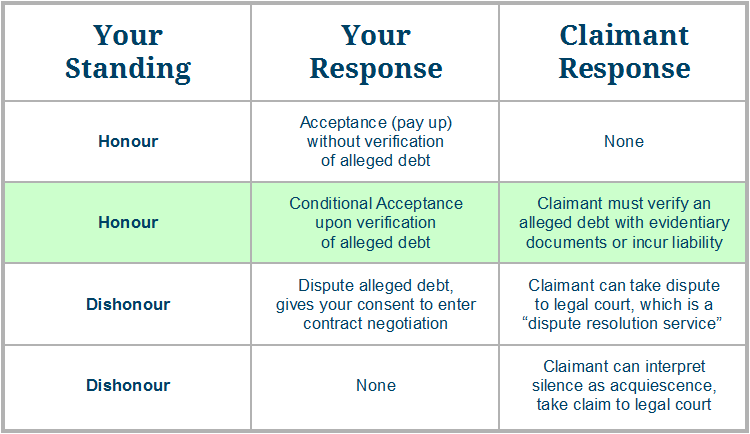 Your Standing
Your Response
Claimant Response
Honour
Acceptance (pay up)
without verification
of alleged debt
None
Honour
Conditional Acceptance
upon verification
of alleged debt
Claimant must verify an
alleged debt with evidentiary
documents or incur liability
Dishonour
Dispute alleged debt,
gives your consent to enter
contract negotiation
Claimant can take dispute
to legal court, which is a
“dispute resolution service”
Dishonour
None
Claimant can interpret
silence as acquiescence,
take claim to legal court